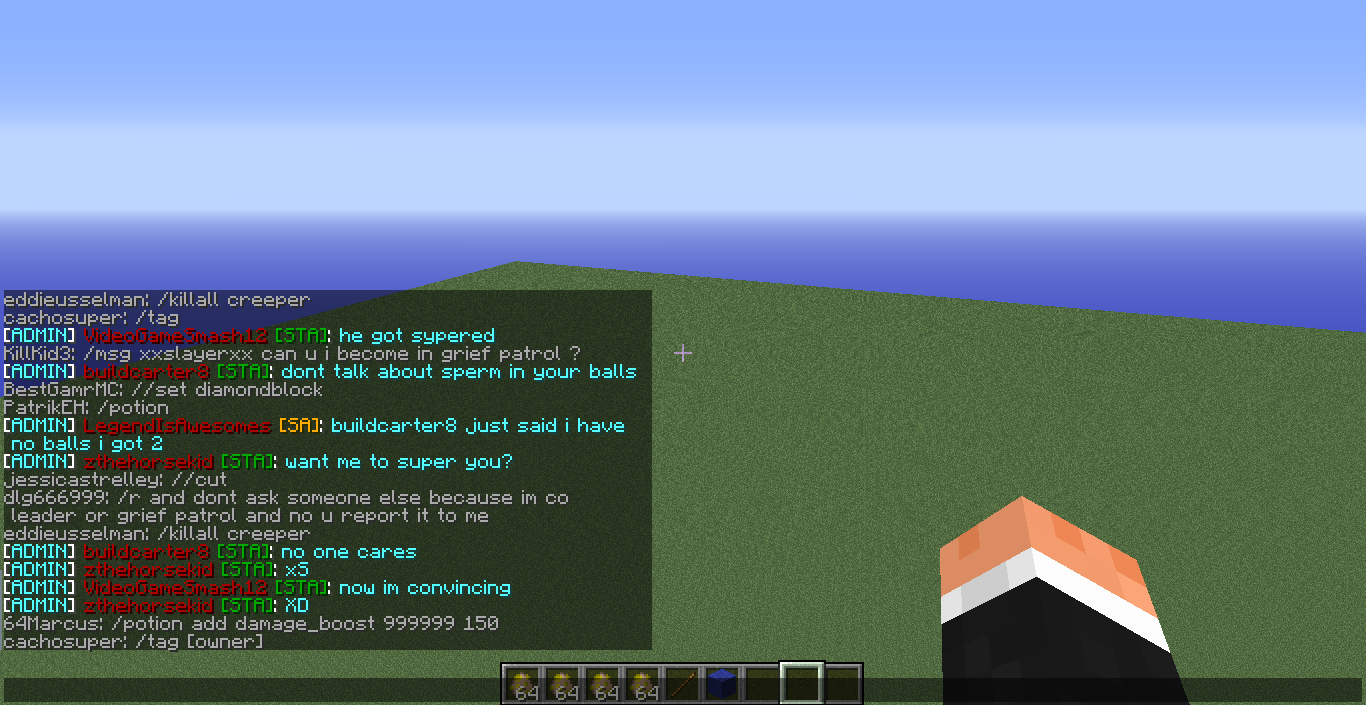 eddieusselman: /killall creeper
cachosuper: /tag
[ADMIN] VideoGameSmash12 [STA]: he got sypered
KillKid3: /msg xxslayerxx can u i become in grief patrol ?
[ADMIN] buildcarter8 [STA]: dont talk about sperm in your balls
BestGamrMC: //set diamondblock
PatrikEH: /potion
[ADMIN] LegendIsAwesomes [SA]: buildcarter8 just said i have
no balls i got 2
[ADMIN] zthehorsekid [STA]: want me to super you?
jessicastrelley: //cut
dlg666999: /r and dont ask someone else because im co
leader or grief patrol and no u report it to me
eddieusselman: /killall creeper
[ADMIN] buildcarter8 [STA]: no one cares
[ADMIN] zthehorsekid [STA]: xS
[ADMIN] VideoGameSmash12 [STA]: now im convincing
[ADMIN] zthehorsekid [STA]: XD
64Marcus: /potion add damage_boost 999999 150
cachosuper: /tag [owner]
64 64 64 64